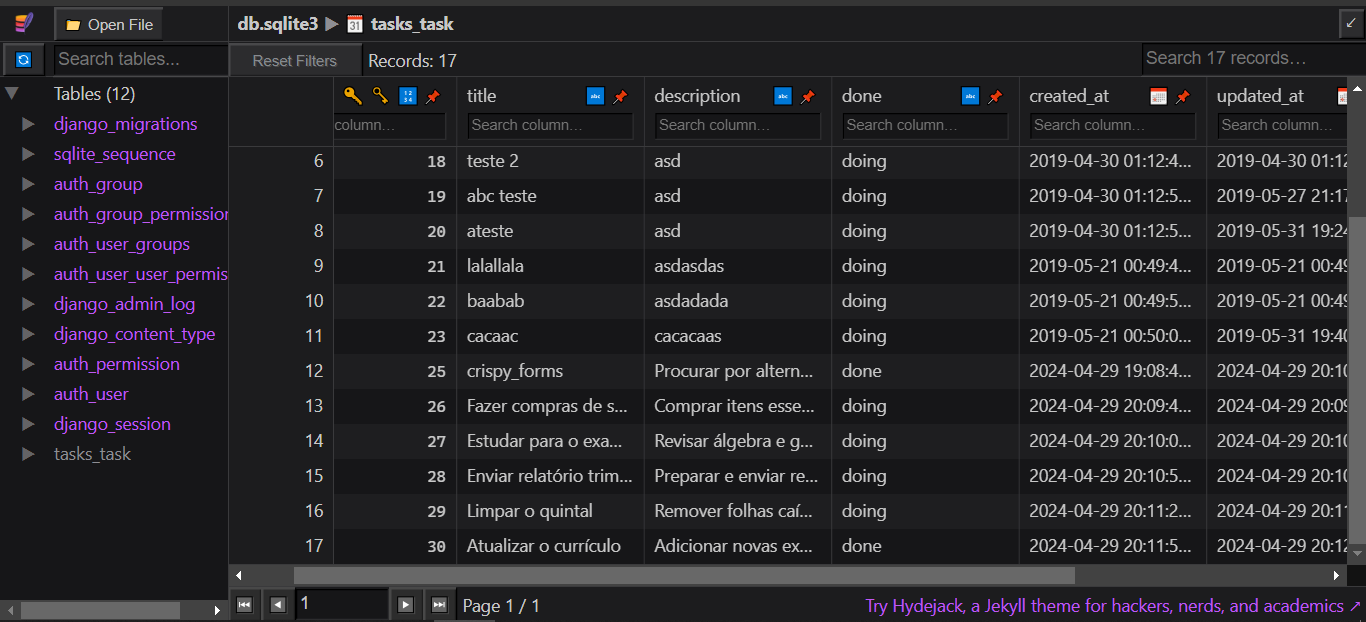 Open File db.sqlite3 tasks_task
Search tables... Reset Filters Records: 17 Search 17 records...
Tables (12)
django_migrations
sqlite_sequence
auth_group
auth_group_permission
auth_user_groups
auth_user_user_permis
django_admin_log
django_content_type
auth_permission
auth_user
django_session
tasks_task
title description done created_at updated_at
column... Search column... Search column... Search column... Search column... Search column...
6 18 teste 2 asd doing 2019-04-30 01:12:4... 2019-04-30 01:12
7 19 abc teste asd doing 2019-04-30 01:12:5... 2019-05-27 21:17
8 20 ateste asd doing 2019-04-30 01:12:5... 2019-05-31 19:24
9 21 lalallala asdasdas doing 2019-05-21 00:49:4... 2019-05-21 00:49
10 22 baabab asdadada doing 2019-05-21 00:49:5... 2019-05-21 00:49
11 23 cacaac cacacaas doing 2019-05-21 00:50:0... 2019-05-31 19:40
12 25 crispy_forms Procurar por altern... done 2024-04-29 19:08:4... 2024-04-29 20:10
13 26 Fazer compras de s... Comprar itens esse... doing 2024-04-29 20:09:4... 2024-04-29 20:09
14 27 Estudar para o exa... Revisar álgebra e g... doing 2024-04-29 20:10:0... 2024-04-29 20:10
15 28 Enviar relatório trim... Preparar e enviar re... doing 2024-04-29 20:10:5... 2024-04-29 20:10
16 29 Limpar o quintal Remover folhas caí... doing 2024-04-29 20:11:2... 2024-04-29 20:11
17 30 Atualizar o currículo Adicionar novas ex... done 2024-04-29 20:11:5... 2024-04-29 20:12
1 Page 1 / 1 Try Hydejack, a Jekyll theme for hackers, nerds, and academics ↗